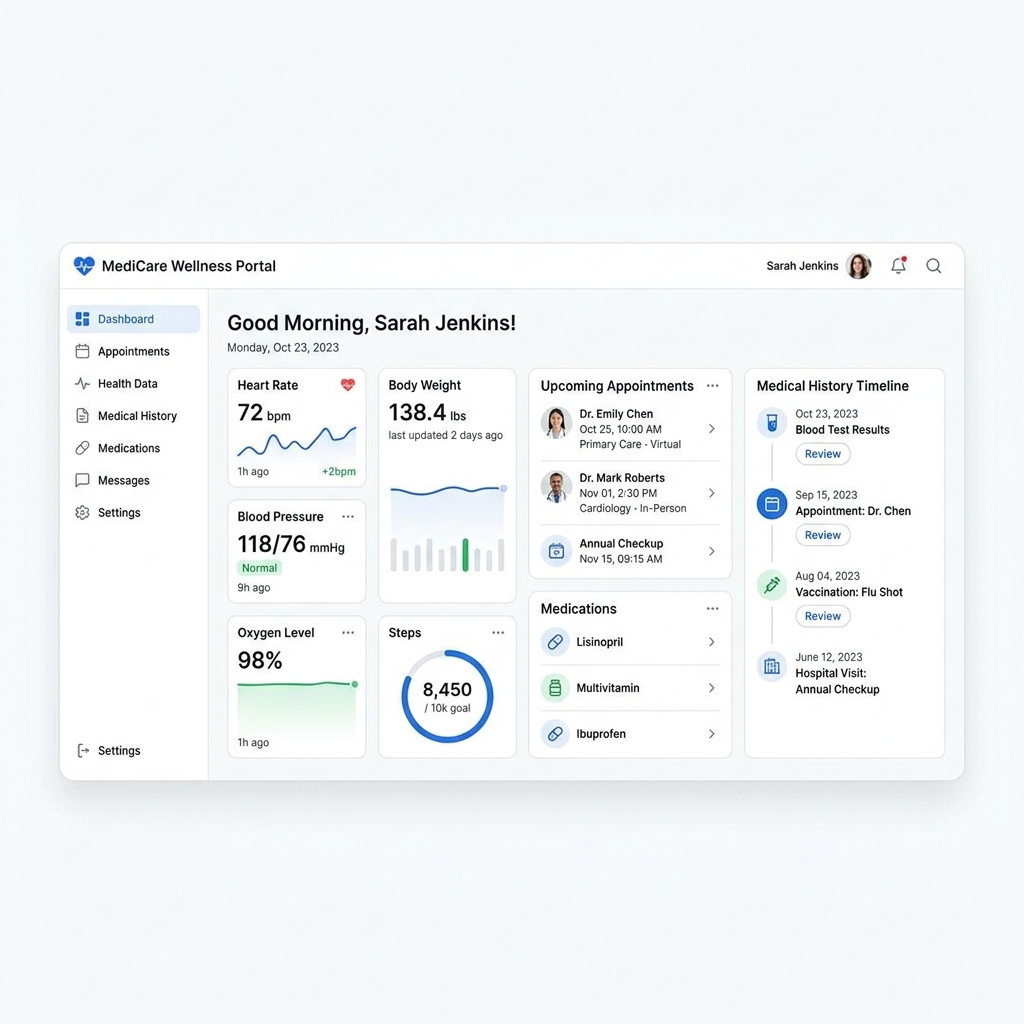 MediCare Wellness Portal
Sarah Jenkins
Dashboard
Appointments
Health Data
Medical History
Medications
Messages
Settings
Settings
Good Morning, Sarah Jenkins!
Monday, Oct 23, 2023
Heart Rate
72 bpm
1h ago
+2bpm
Blood Pressure
118/76 mmHg
Normal
9h ago
Oxygen Level
98%
1h ago
Body Weight
138.4 lbs
last updated 2 days ago
Steps
8,450
/ 10k goal
Upcoming Appointments
Dr. Emily Chen
Oct 25, 10:00 AM
Primary Care - Virtual
Dr. Mark Roberts
Nov 01, 2:30 PM
Cardiology - In-Person
Annual Checkup
Nov 15, 09:15 AM
Medications
Lisinopril
Multivitamin
Ibuprofen
Medical History Timeline
Oct 23, 2023
Blood Test Results
Review
Sep 15, 2023
Appointment: Dr. Chen
Review
Aug 04, 2023
Vaccination: Flu Shot
Review
June 12, 2023
Hospital Visit:
Annual Checkup